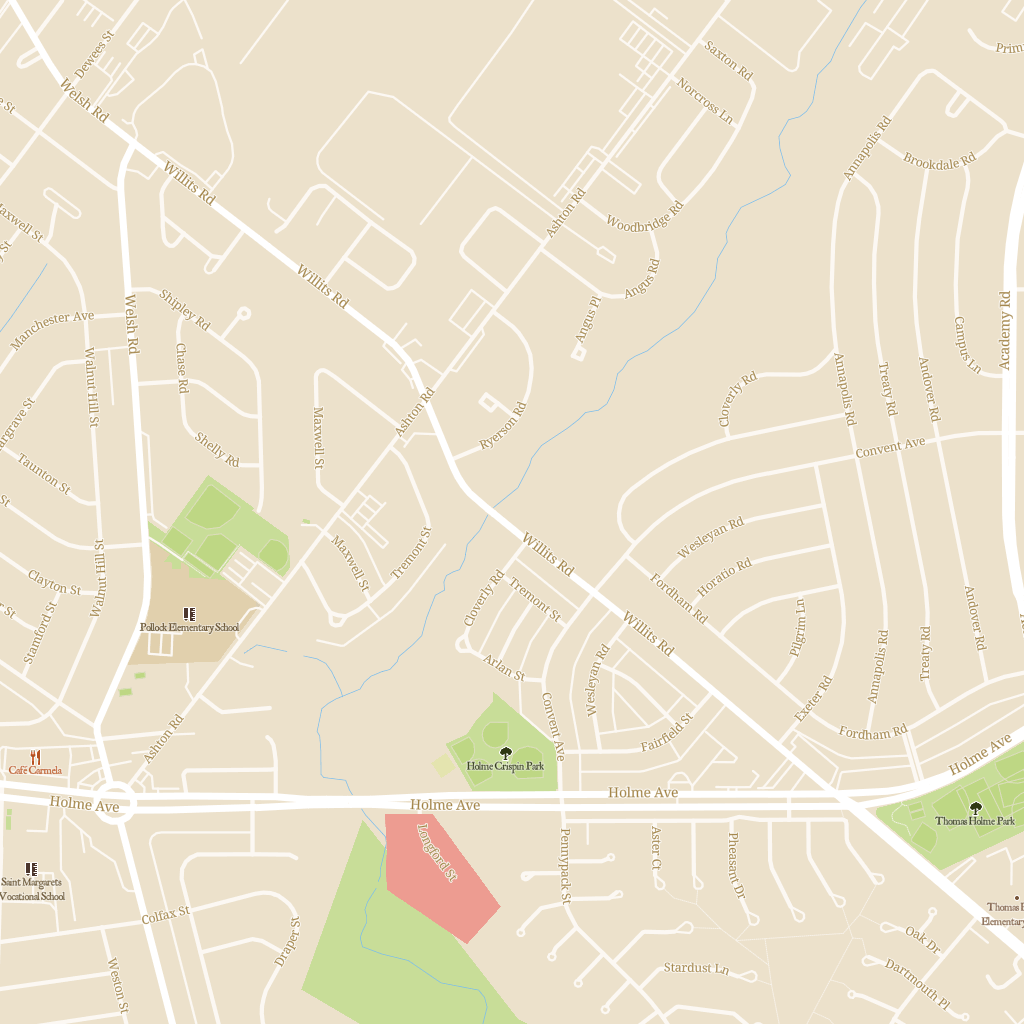 Dewees St
Saxton Rd
Welsh Rd
Norcross Ln
Annapolis Rd
Brookdale Rd
Willits Rd
Maxwell St
Ashton Rd
Woodbridge Rd
Angus Rd
Willits Rd
Shipley Rd
Welsh Rd
Angus Pl
Academy Rd
Manchester Ave
Chase Rd
Walnut Hill St
Campus Ln
Annapolis Rd
Treaty Rd
Andover Rd
Cloverly Rd
Ashton Rd
Ryerson Rd
Maxwell St
Shelly Rd
Convent Ave
Taunton St
Wesleyan Rd
Willits Rd
Tremont St
Maxwell St
Horatio Rd
Walnut Hill St
Clayton St
Cloverly Rd
Tremont St
Fordham Rd
Stamford St
Pollock Elementary School
Willits Rd
Pilgrim Ln
Andover Rd
Treaty Rd
Annapolis Rd
Arlan St
Wesleyan Rd
Exeter Rd
Convent Ave
Ashton Rd
Fairfield St
Fordham Rd
Holme Ave
Café Carmela
Holme Crispin Park
Holme Ave
Holme Ave
Holme Ave
Thomas Holme Park
Longford St
Pennypack St
Aster Ct
Pheasant Dr
Saint Margarets
Vocational School
Colfax St
Draper St
Oak Dr
Weston St
Stardust Ln
Dartmouth Pl